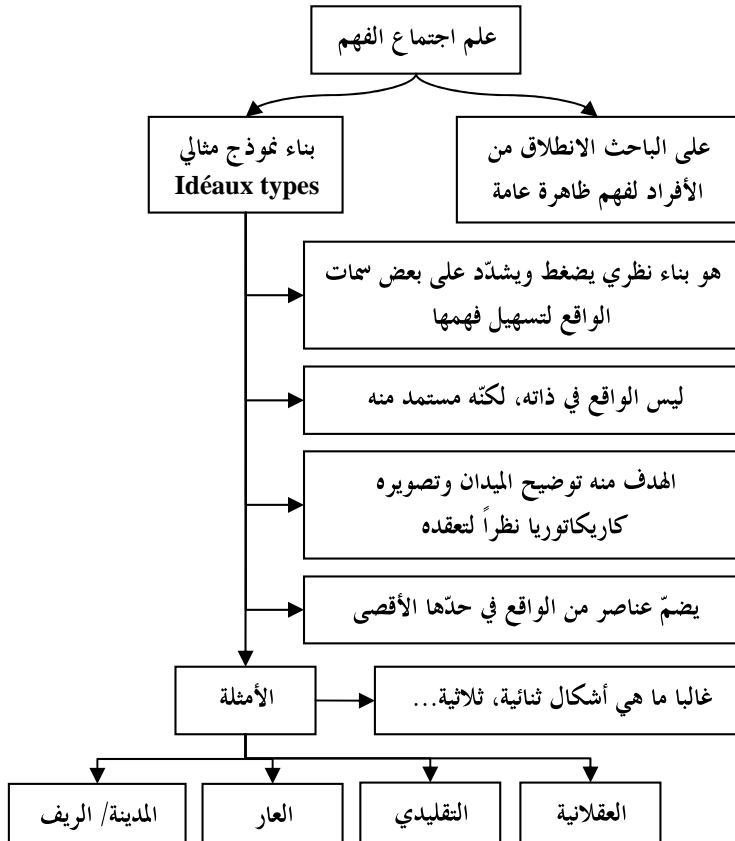 علم اجتماع الفهم
على الباحث الانطلاق من
الأفراد لفهم ظاهرة عامة
بناء نموذج مثالي
Idéaux types
هو بناء نظري يضغط ويشدّد على بعض سمات
الواقع لتسهيل فهمها
ليس الواقع في ذاته، لكنّه مستمد منه
الهدف منه توضيح الميدان وتصويره
كاريكاتوريا نظراً لتعقده
يضمّ عناصر من الواقع في حدّها الأقصى
الأمثلة
غالبا ما هي أشكال ثنائية، ثلاثية...
العقلانية
التقليدي
العار
المدينة/ الريف